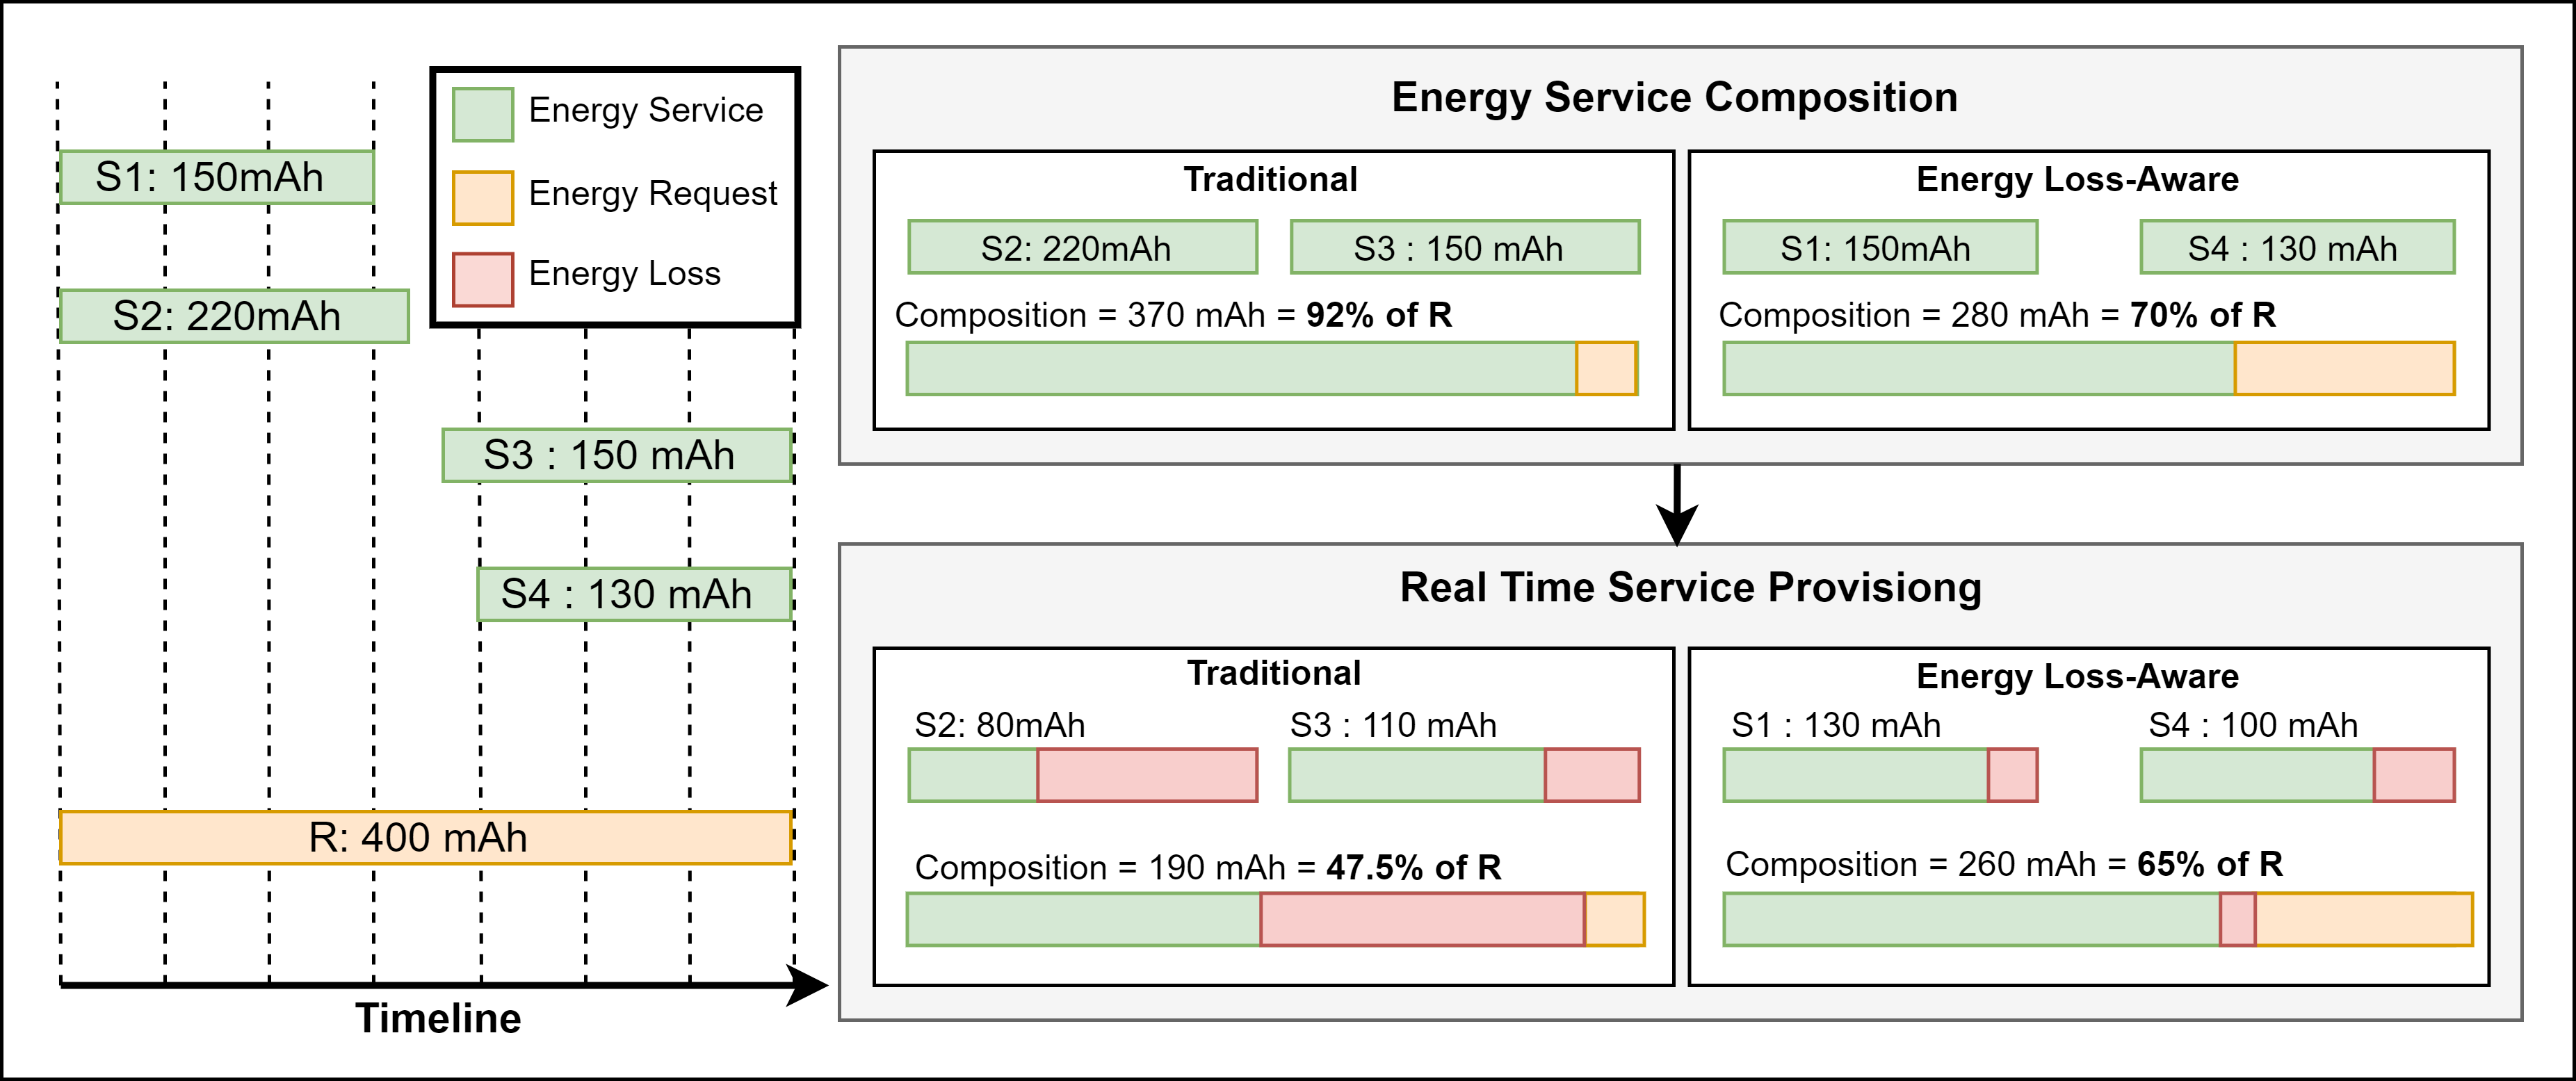 Energy Service
Energy Request
Energy Loss
S1: 150mAh
S2: 220mAh
S3 : 150 mAh
S4 : 130 mAh
R: 400 mAh
Timeline
Energy Service Composition
Traditional
S2: 220mAh
S3 : 150 mAh
Composition = 370 mAh = 92% of R
Energy Loss-Aware
S1: 150mAh
S4 : 130 mAh
Composition = 280 mAh = 70% of R
Real Time Service Provisiong
Traditional
S2: 80mAh
S3 : 110 mAh
Composition = 190 mAh = 47.5% of R
Energy Loss-Aware
S1 : 130 mAh
S4 : 100 mAh
Composition = 260 mAh = 65% of R